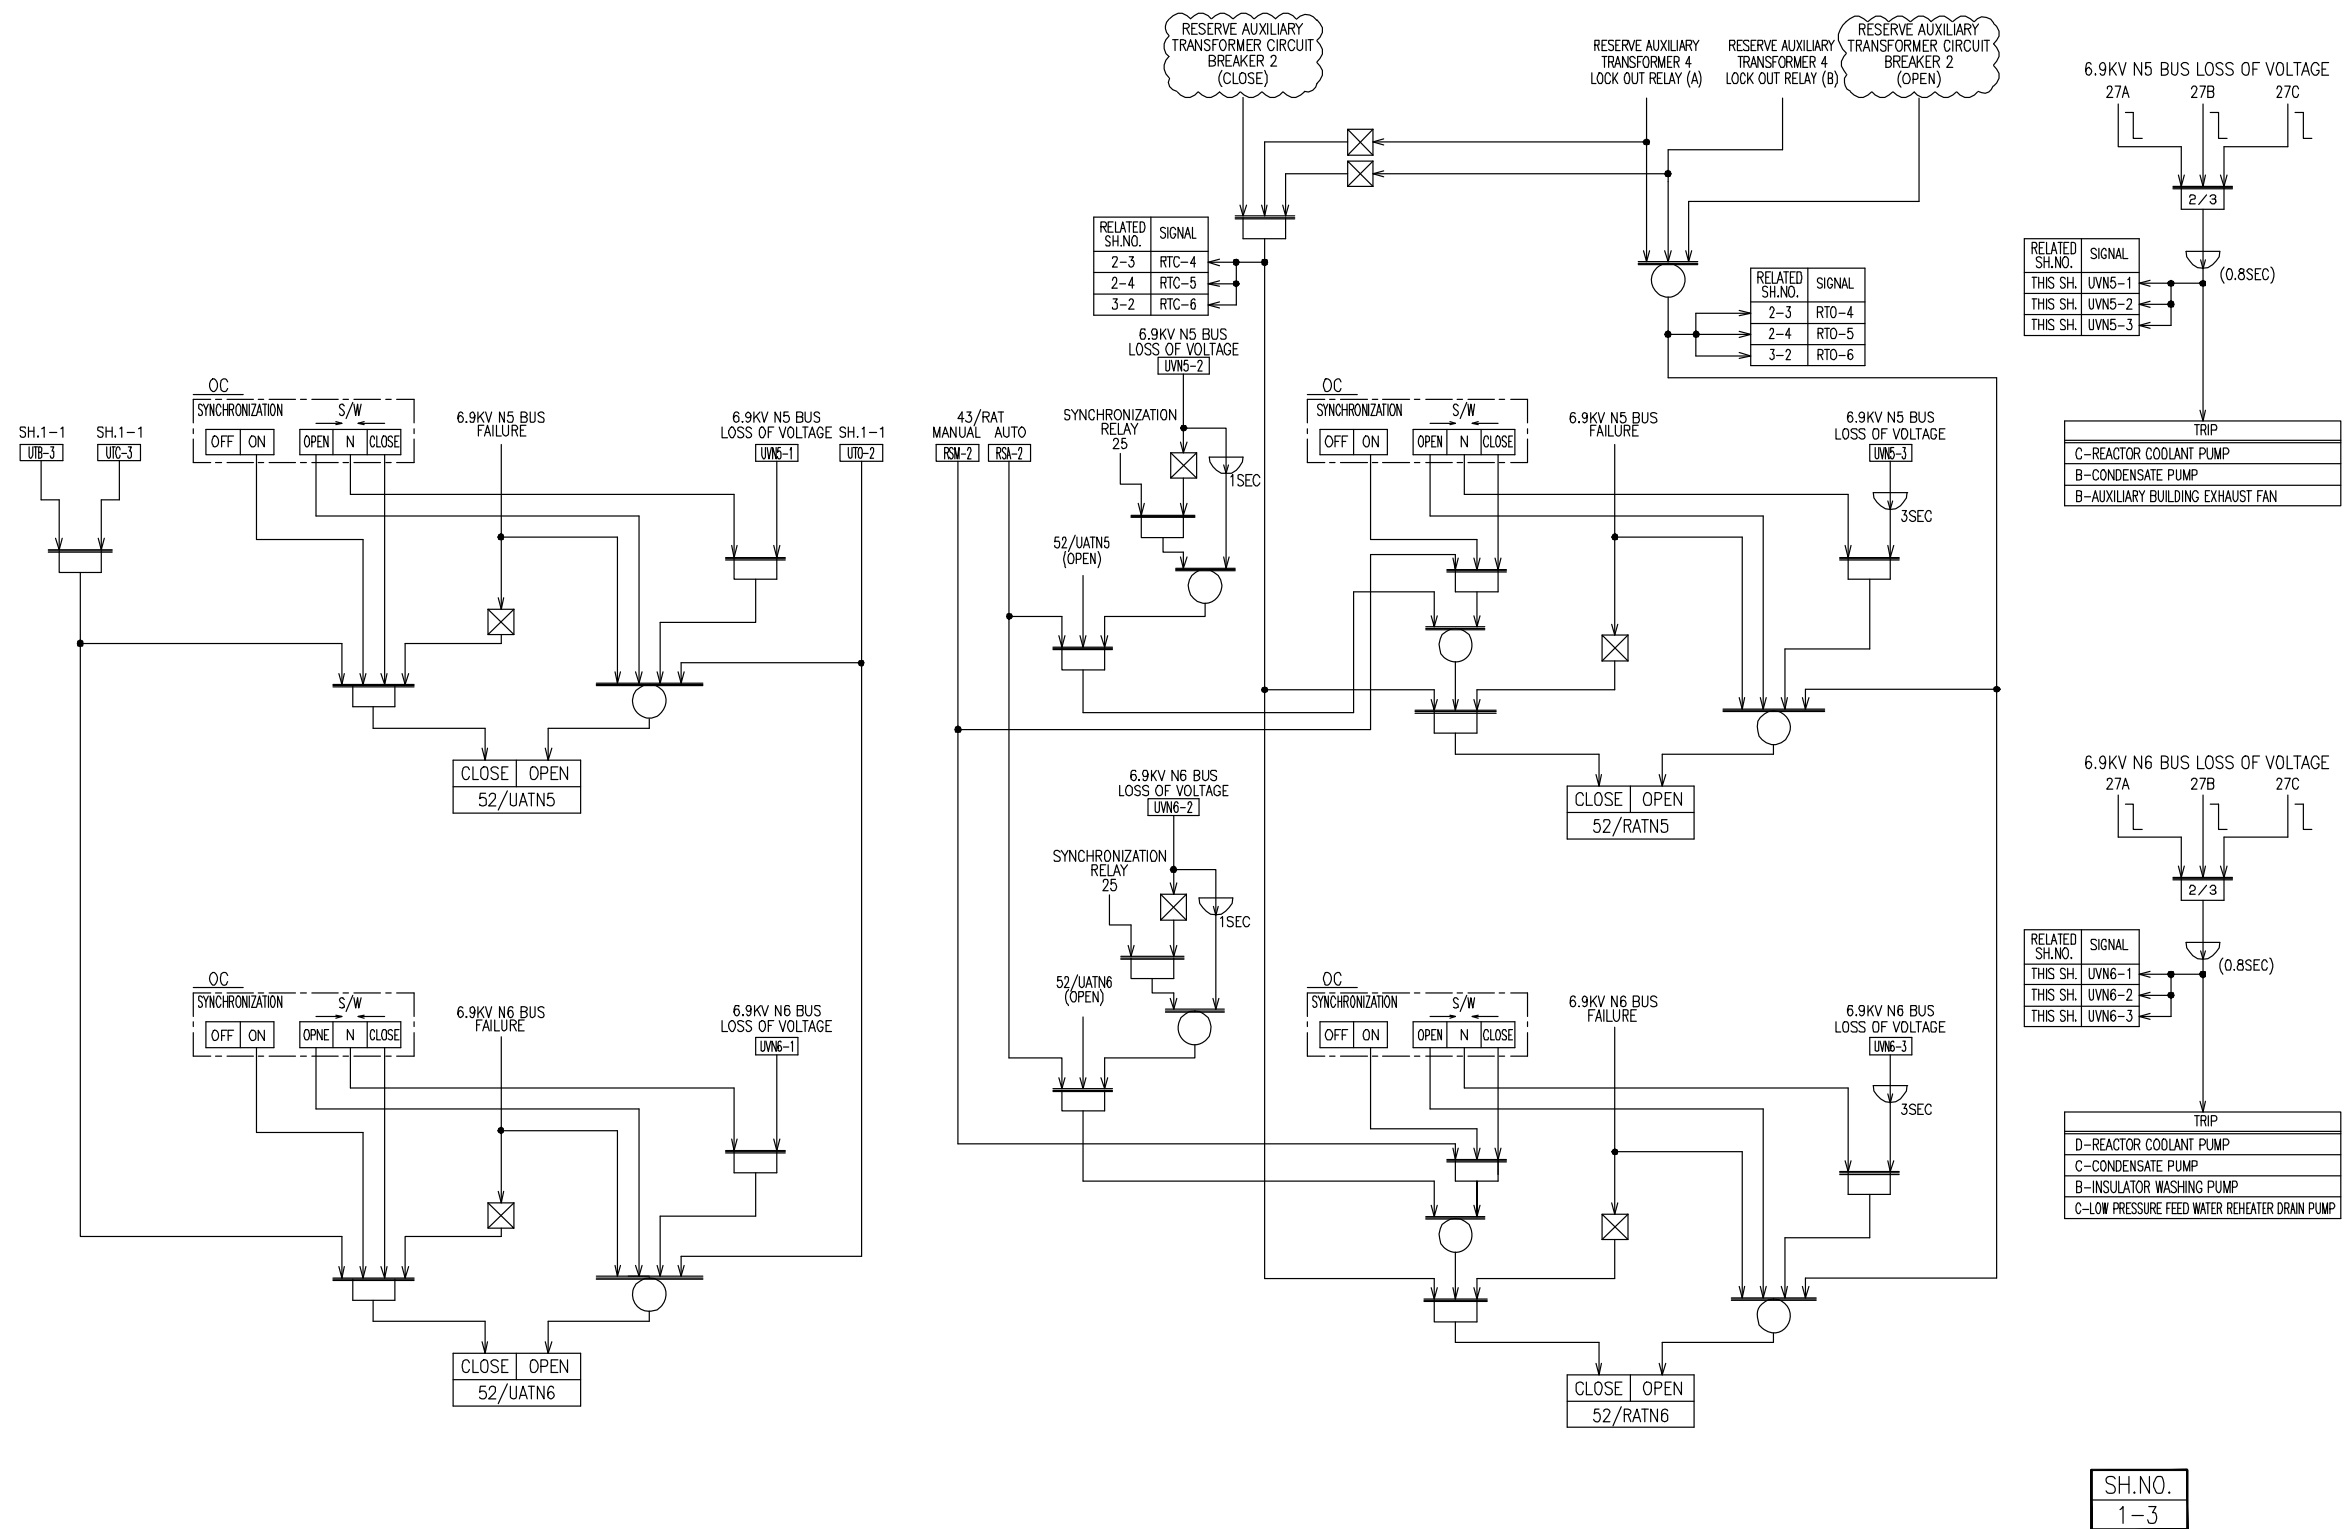 RESERVE AUXILIARY
TRANSFORMER CIRCUIT
BREAKER 2
(CLOSE)
RESERVE AUXILIARY
TRANSFORMER 4
LOCK OUT RELAY (A)
RESERVE AUXILIARY
TRANSFORMER 4
LOCK OUT RELAY (B)
RESERVE AUXILIARY
TRANSFORMER CIRCUIT
BREAKER 2
(OPEN)
6.9KV N5 BUS LOSS OF VOLTAGE
27A 27B 27C
2/3
(0.8SEC)
RELATED SH.NO. SIGNAL
THIS SH. UVN5-1
THIS SH. UVN5-2
THIS SH. UVN5-3
TRIP
C-REACTOR COOLANT PUMP
B-CONDENSATE PUMP
B-AUXILIARY BUILDING EXHAUST FAN
RELATED SH.NO. SIGNAL
2-3 RTC-4
2-4 RTC-5
3-2 RTC-6
RELATED SH.NO. SIGNAL
2-3 RTO-4
2-4 RTO-5
3-2 RTO-6
SH.1-1
UTB-3
SH.1-1
UTC-3
OC
SYNCHRONIZATION S/W
OFF ON OPEN N CLOSE
6.9KV N5 BUS
FAILURE
6.9KV N5 BUS
LOSS OF VOLTAGE
UVN5-1
SH.1-1
UTO-2
CLOSE OPEN
52/UATN5
43/RAT
MANUAL AUTO
RSM-2 RSA-2
6.9KV N5 BUS
LOSS OF VOLTAGE
UVN5-2
SYNCHRONIZATION
RELAY
25
1SEC
52/UATN5
(OPEN)
OC
SYNCHRONIZATION S/W
OFF ON OPEN N CLOSE
6.9KV N5 BUS
FAILURE
6.9KV N5 BUS
LOSS OF VOLTAGE
UVN5-3
3SEC
CLOSE OPEN
52/RATN5
6.9KV N6 BUS LOSS OF VOLTAGE
27A 27B 27C
2/3
(0.8SEC)
RELATED SH.NO. SIGNAL
THIS SH. UVN6-1
THIS SH. UVN6-2
THIS SH. UVN6-3
TRIP
D-REACTOR COOLANT PUMP
C-CONDENSATE PUMP
B-INSULATOR WASHING PUMP
C-LOW PRESSURE FEED WATER REHEATER DRAIN PUMP
OC
SYNCHRONIZATION S/W
OFF ON OPNE N CLOSE
6.9KV N6 BUS
FAILURE
6.9KV N6 BUS
LOSS OF VOLTAGE
UVN6-1
CLOSE OPEN
52/UATN6
6.9KV N6 BUS
LOSS OF VOLTAGE
UVN6-2
SYNCHRONIZATION
RELAY
25
1SEC
52/UATN6
(OPEN)
OC
SYNCHRONIZATION S/W
OFF ON OPEN N CLOSE
6.9KV N6 BUS
FAILURE
6.9KV N6 BUS
LOSS OF VOLTAGE
UVN6-3
3SEC
CLOSE OPEN
52/RATN6
SH.NO.
1-3